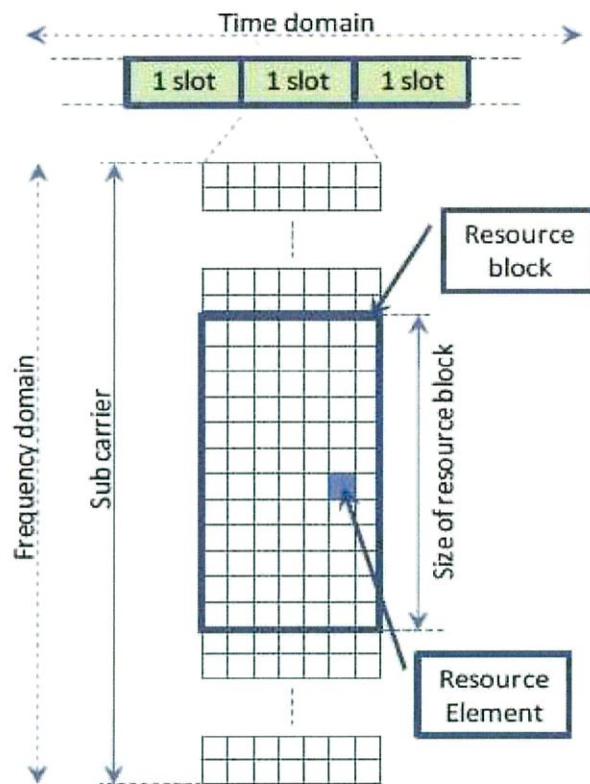 Time domain
1 slot 1 slot 1 slot
Resource
block
Frequency domain
Sub carrier
Size of resource block
Resource
Element